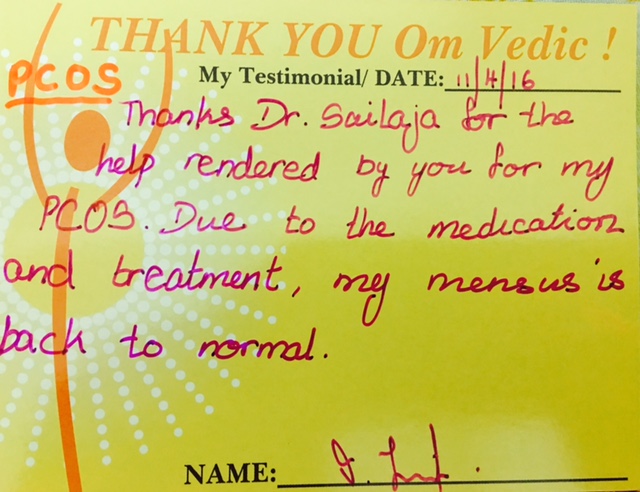 THANK YOU Om Vedic !
My Testimonial/ DATE: 11/4/16
PCOS
Thanks Dr. Sailaja for the
help rendered by you for my
PCOS. Due to the medication
and treatment, my mensus is
back to normal.
NAME: